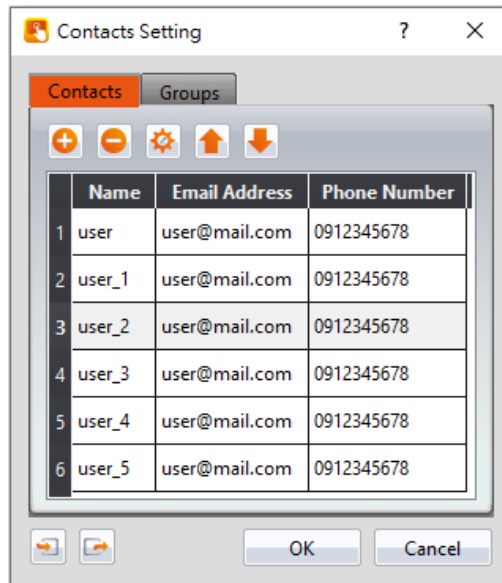 Contacts Setting ?
Contacts Groups
Name Email Address Phone Number
1 user user@mail.com 0912345678
2 user_1 user@mail.com 0912345678
3 user_2 user@mail.com 0912345678
4 user_3 user@mail.com 0912345678
5 user_4 user@mail.com 0912345678
6 user_5 user@mail.com 0912345678
OK Cancel